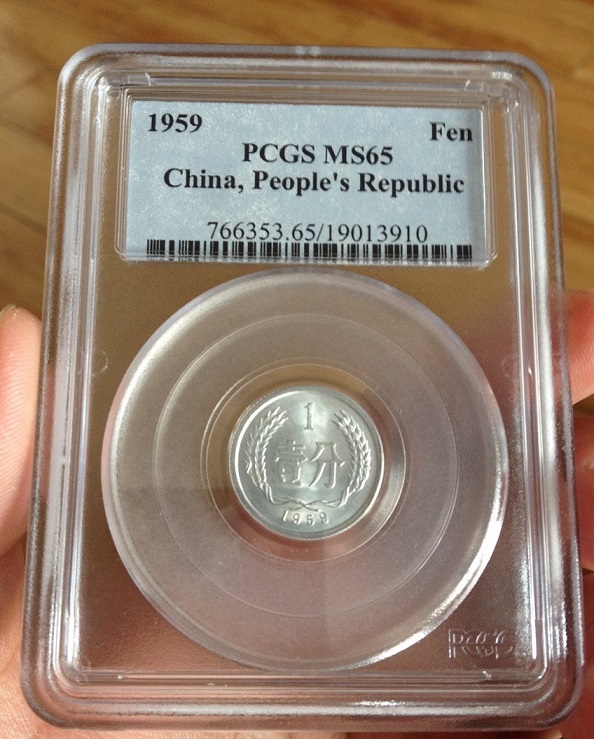 1959 Fen
PCGS MS65
China, People's Republic
766353.65/19013910
1
壹分
1959
PCGS